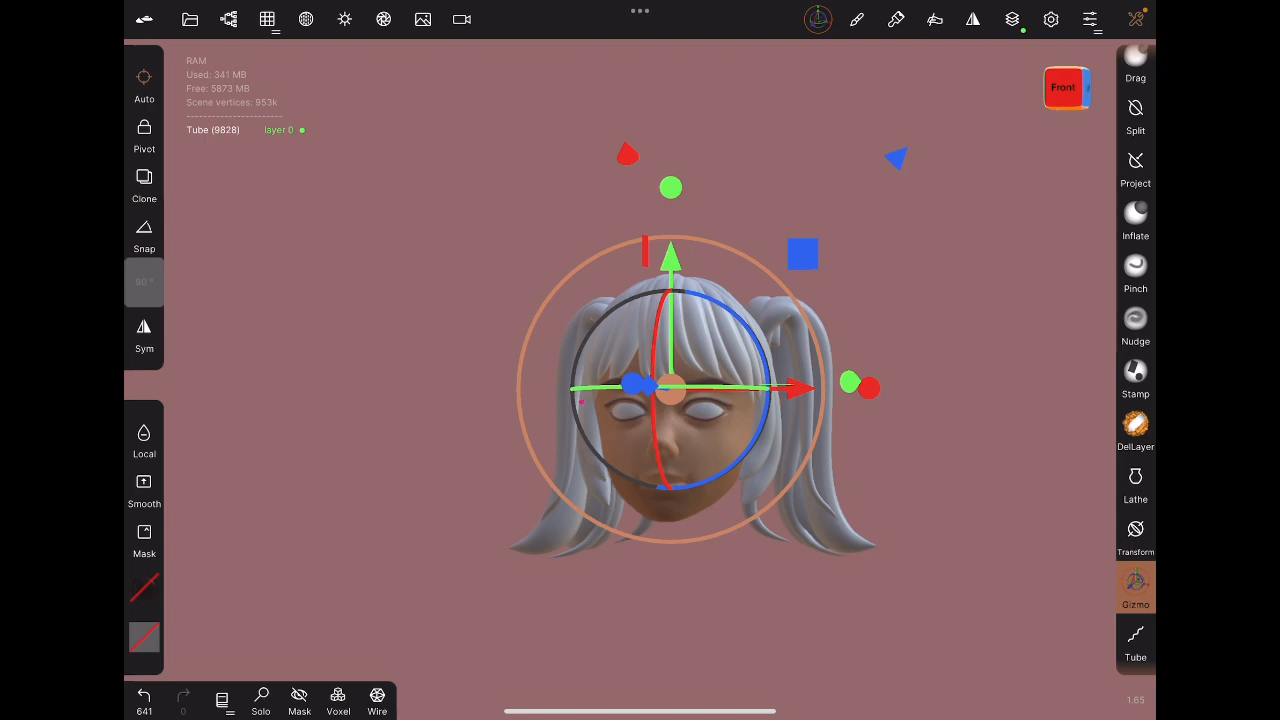 RAM
Used: 341 MB
Free: 5873 MB
Scene vertices: 953k
----------------------
Tube (9828) layer 0
Front
Auto
Pivot
Clone
Snap
90 °
Sym
Local
Smooth
Mask
Drag
Split
Project
Inflate
Pinch
Nudge
Stamp
DelLayer
Lathe
Transform
Gizmo
Tube
641
0
Solo
Mask
Voxel
Wire
1.65